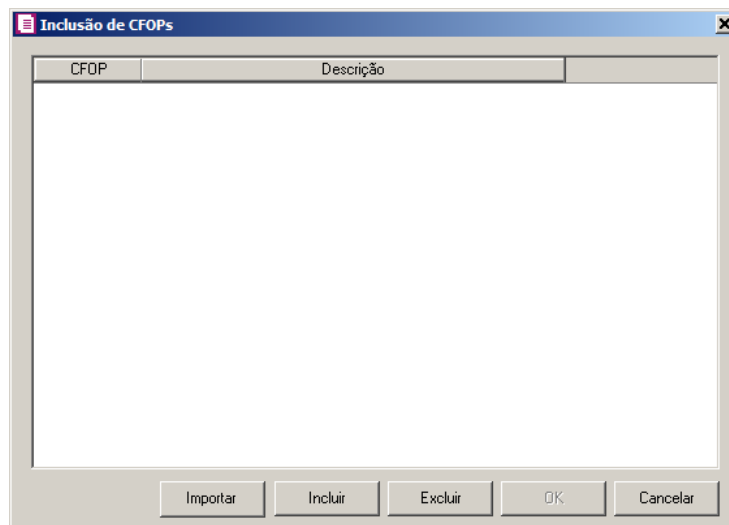 Inclusão de CFOPs
CFOP Descrição
Importar Incluir Excluir OK Cancelar